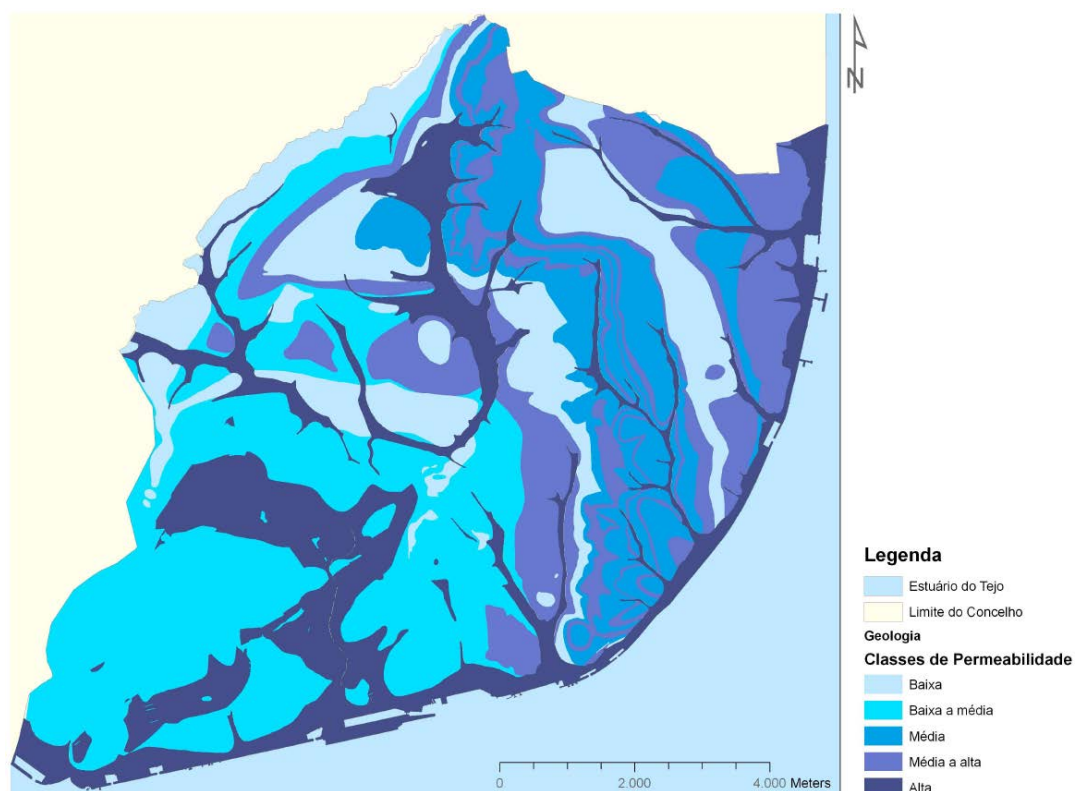 N
Legenda
Estuário do Tejo
Limite do Concelho
Geologia
Classes de Permeabilidade
Baixa
Baixa a média
Média
Média a alta
Alta
0 2.000 4.000 Meters